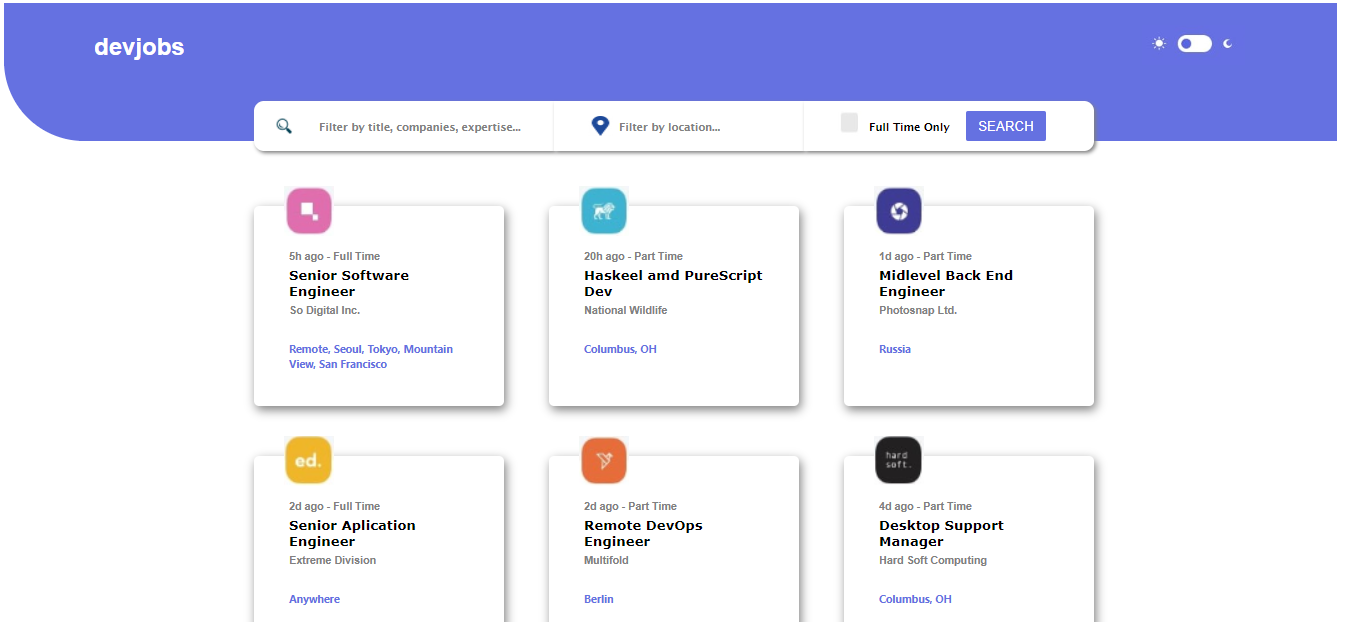 devjobs
Filter by title, companies, expertise...
Filter by location...
Full Time Only
SEARCH
5h ago - Full Time
Senior Software
Engineer
So Digital Inc.
Remote, Seoul, Tokyo, Mountain
View, San Francisco
20h ago - Part Time
Haskeel amd PureScript
Dev
National Wildlife
Columbus, OH
1d ago - Part Time
Midlevel Back End
Engineer
Photosnap Ltd.
Russia
ed.
2d ago - Full Time
Senior Aplication
Engineer
Extreme Division
Anywhere
2d ago - Part Time
Remote DevOps
Engineer
Multifold
Berlin
hard
soft.
4d ago - Part Time
Desktop Support
Manager
Hard Soft Computing
Columbus, OH